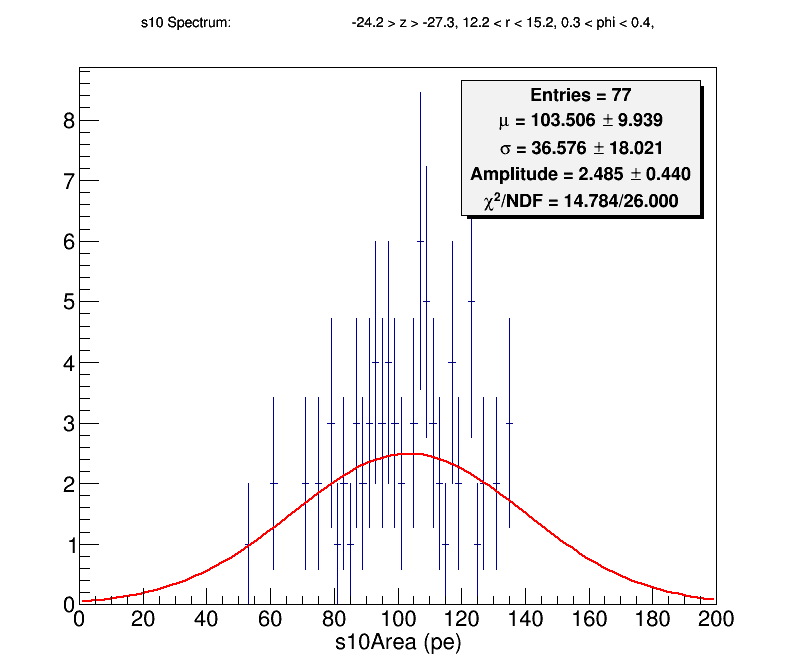 s10 Spectrum: -24.2 > z > -27.3, 12.2 < r < 15.2, 0.3 < phi < 0.4,
Entries = 77
μ = 103.506 ± 9.939
σ = 36.576 ± 18.021
Amplitude = 2.485 ± 0.440
χ²/NDF = 14.784/26.000
8
7
6
5
4
3
2
1
0
0 20 40 60 80 100 120 140 160 180 200
s10Area (pe)